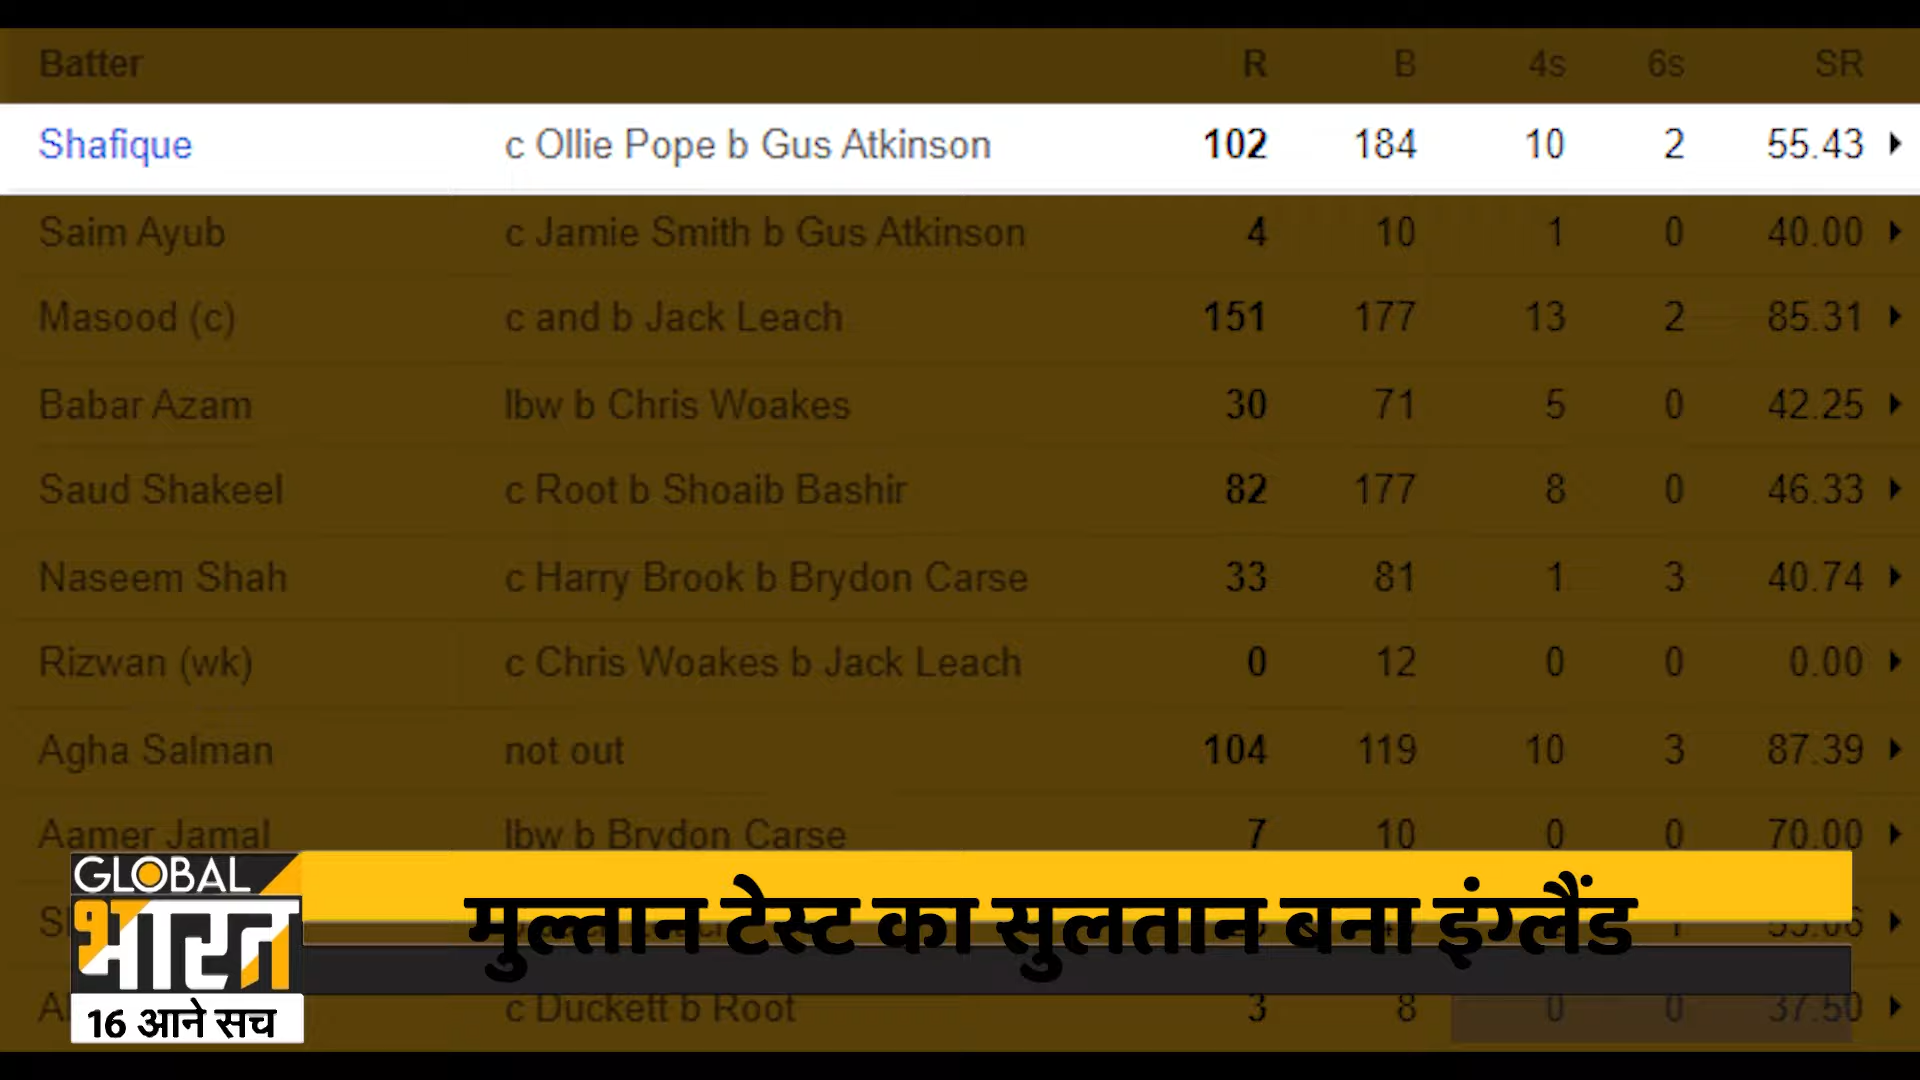 Batter R B 4s 6s SR
Shafique c Ollie Pope b Gus Atkinson 102 184 10 2 55.43
Saim Ayub c Jamie Smith b Gus Atkinson 4 10 1 0 40.00
Masood (c) c and b Jack Leach 151 177 13 2 85.31
Babar Azam lbw b Chris Woakes 30 71 5 0 42.25
Saud Shakeel c Root b Shoaib Bashir 82 177 8 0 46.33
Naseem Shah c Harry Brook b Brydon Carse 33 81 1 3 40.74
Rizwan (wk) c Chris Woakes b Jack Leach 0 12 0 0 0.00
Agha Salman not out 104 119 10 3 87.39
Aamer Jamal lbw b Brydon Carse 7 10 0 0 70.00
GLOBAL
भारत
मुल्तान टेस्ट का सुलतान बना इंग्लैंड
c Duckett b Root 3 8 0 0 37.50
16 आने सच